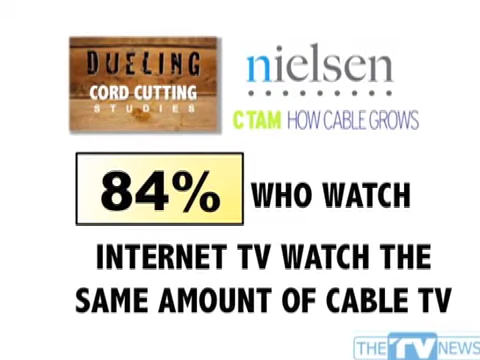 DUELING
CORD CUTTING
STUDIES
nielsen
CTAM HOW CABLE GROWS
84% WHO WATCH
INTERNET TV WATCH THE
SAME AMOUNT OF CABLE TV
THE TV NEWS